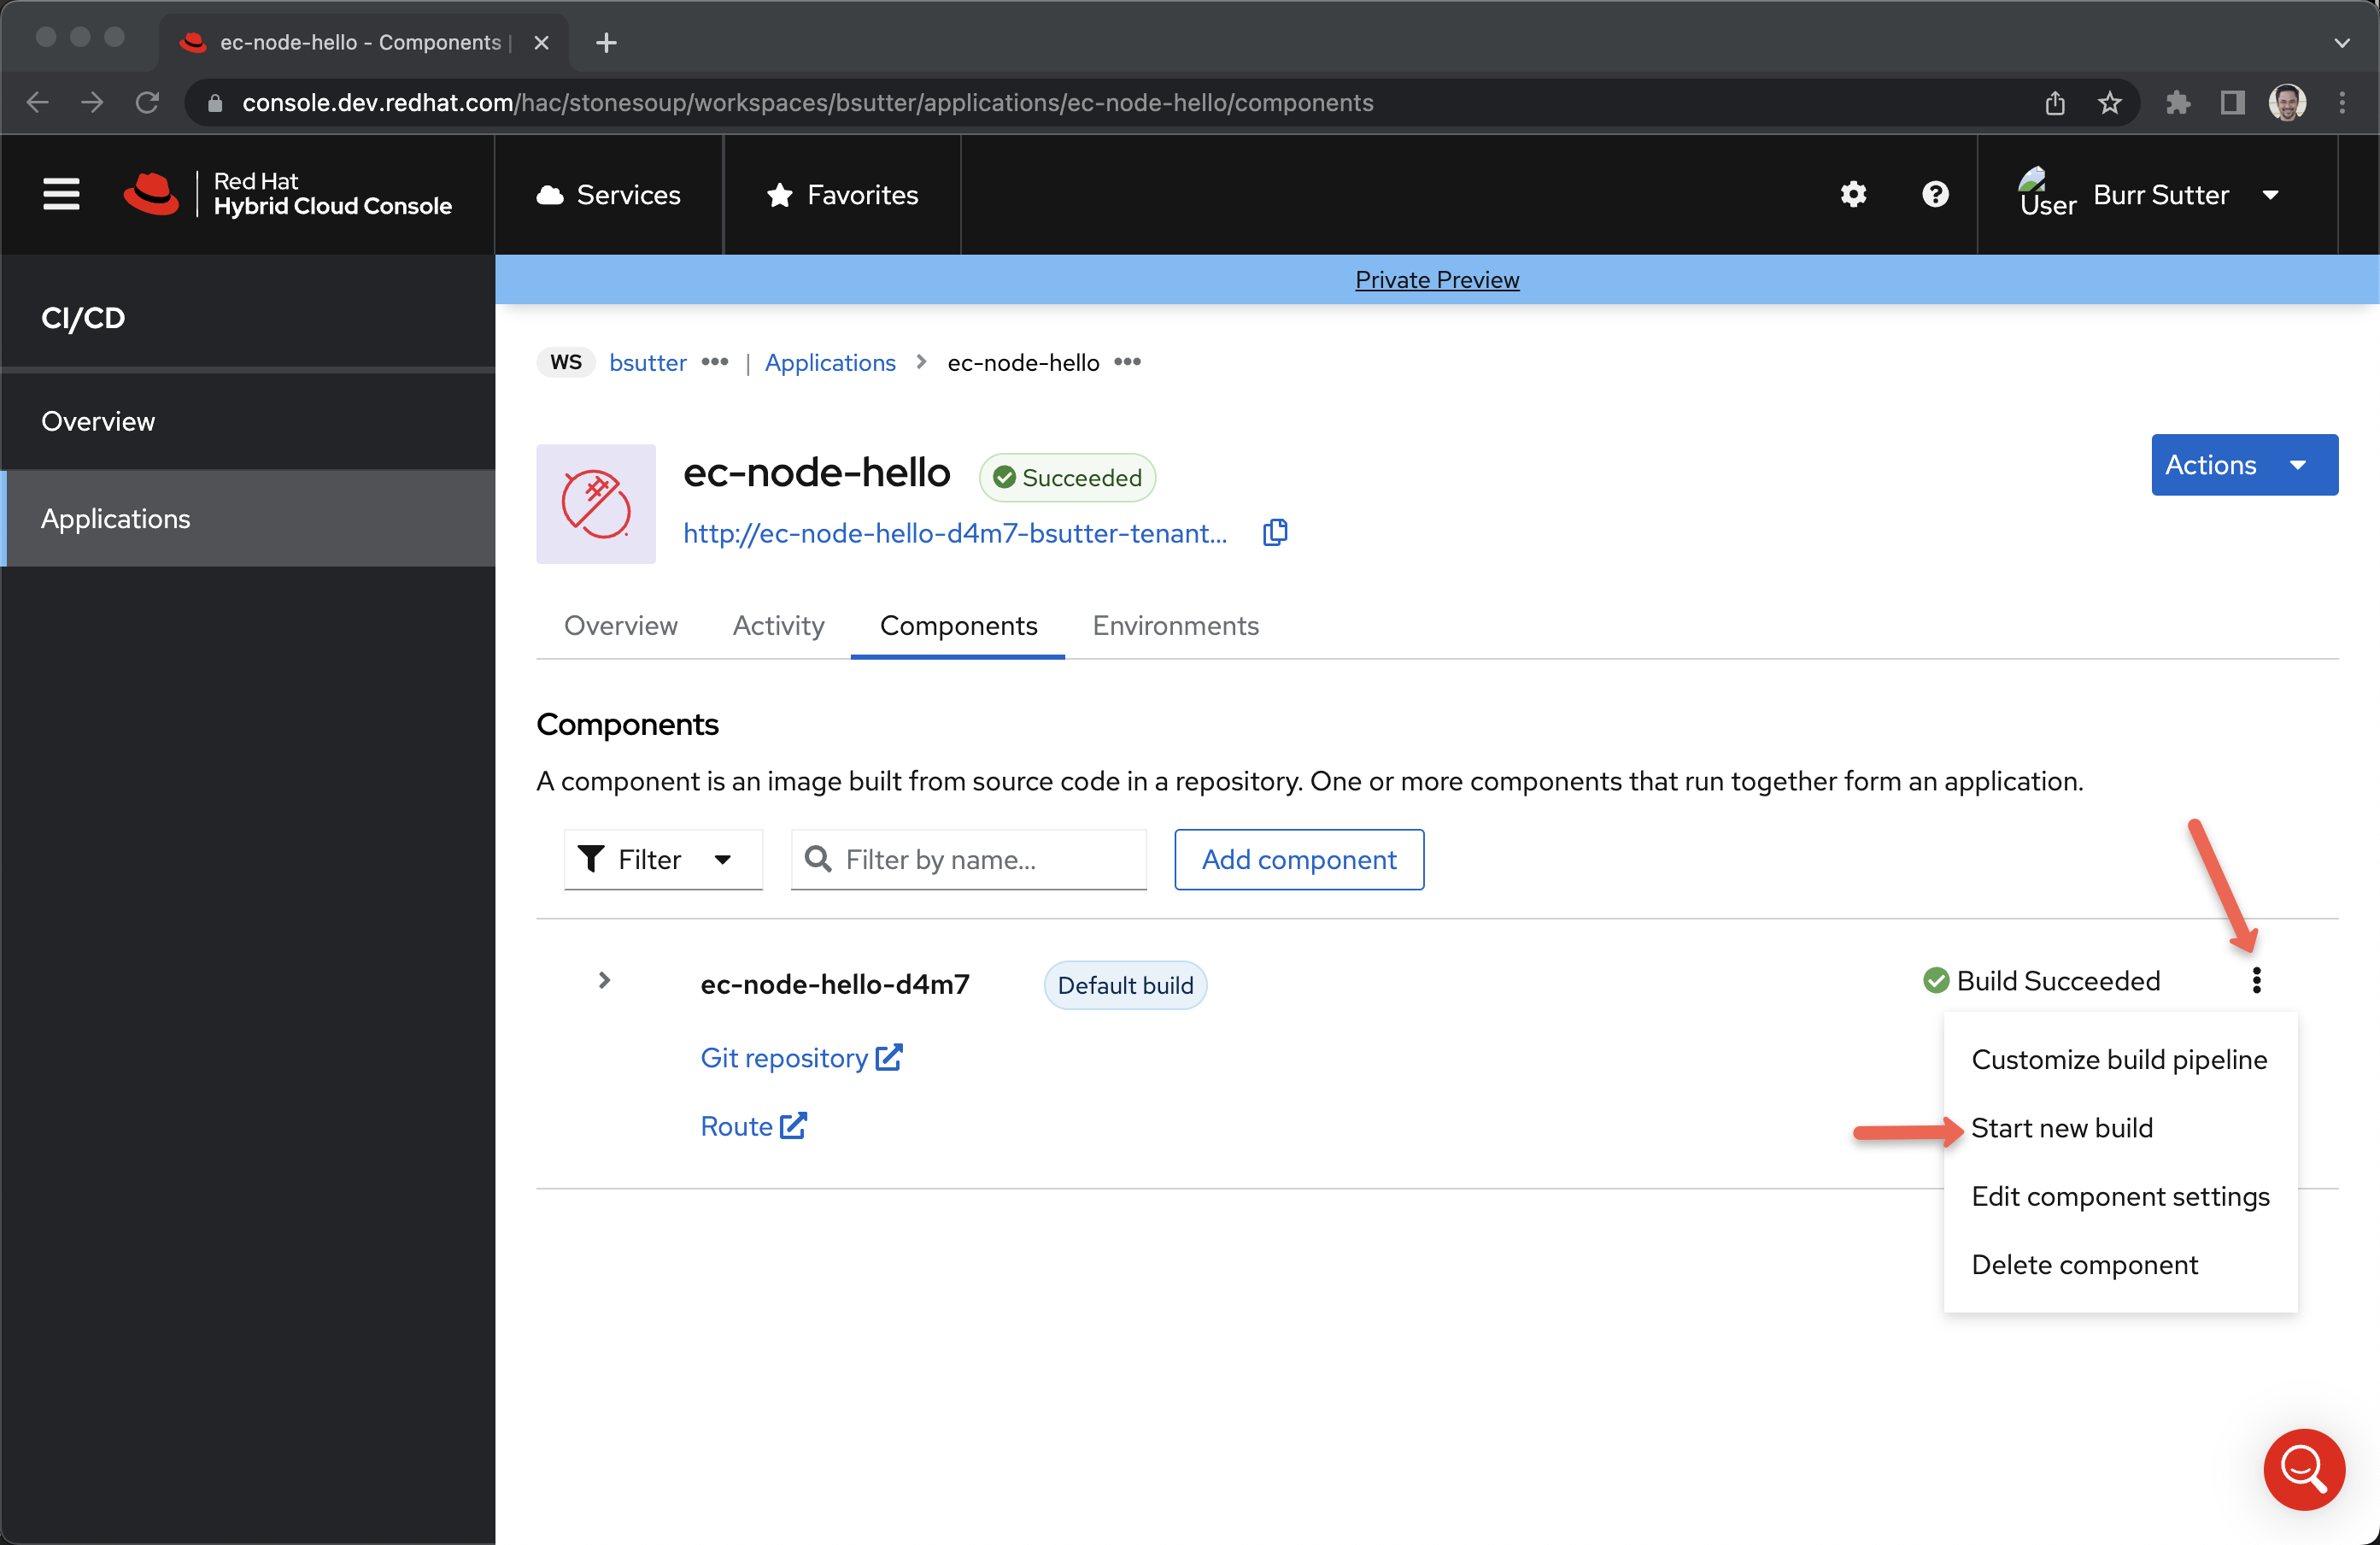 ec-node-hello - Components |
console.dev.redhat.com/hac/stonesoup/workspaces/bsutter/applications/ec-node-hello/components
Red Hat
Hybrid Cloud Console
Services
Favorites
User
Burr Sutter
Private Preview
CI/CD
Overview
Applications
WS bsutter ••• | Applications > ec-node-hello •••
ec-node-hello
Succeeded
Actions
http://ec-node-hello-d4m7-bsutter-tenant...
Overview Activity Components Environments
Components
A component is an image built from source code in a repository. One or more components that run together form an application.
Filter
Filter by name...
Add component
ec-node-hello-d4m7
Default build
Build Succeeded
Git repository
Route
Customize build pipeline
Start new build
Edit component settings
Delete component